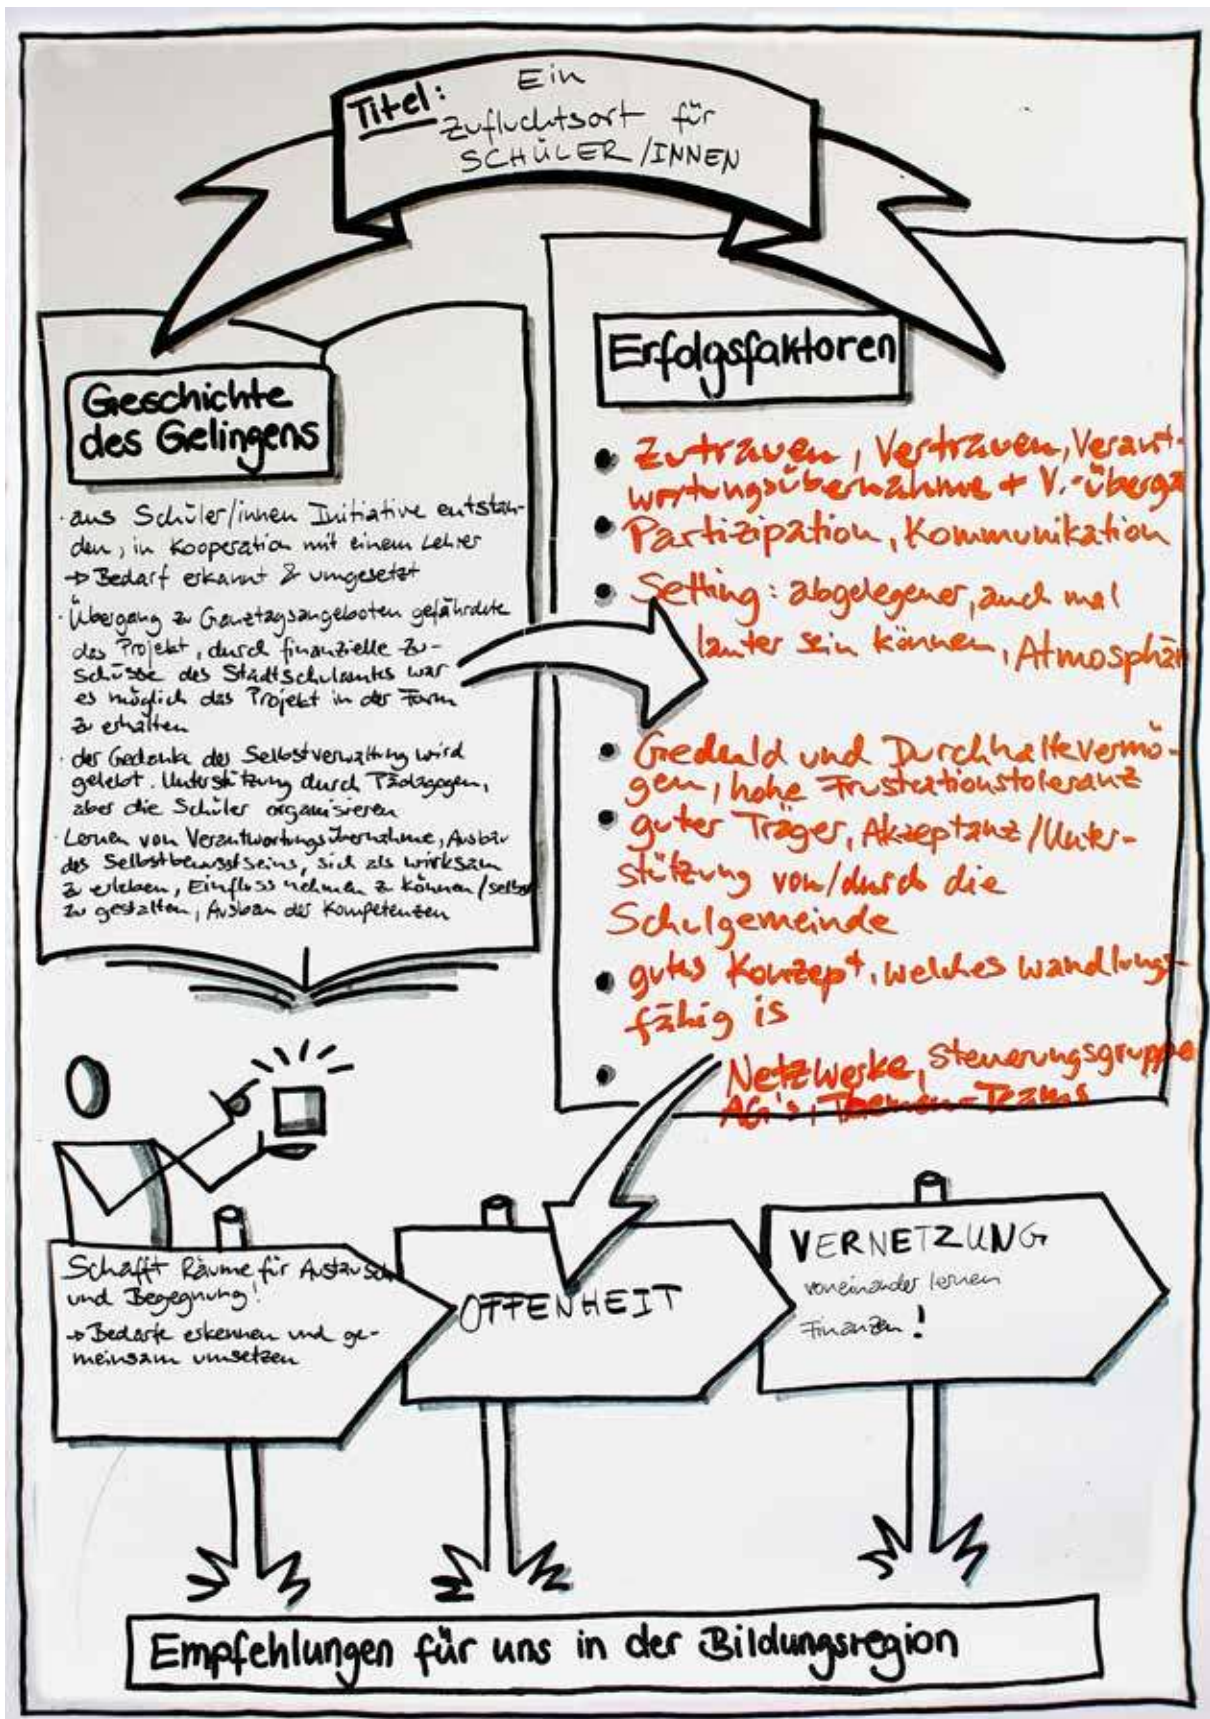 Titel: Ein
Zufluchtsort für
SCHÜLER/INNEN
Geschichte
des Gelingens
· aus Schüler/innen Initiative entstan-
den, in Kooperation mit einem Lehrer
→ Bedarf erkannt & umgesetzt
· Übergang zu Ganztagsangeboten gefährdete
das Projekt, durch finanzielle Zu-
schüsse des Stadtschulamtes war
es möglich das Projekt in der Form
zu erhalten
· der Gedanke der Selbstverwaltung wird
gelebt. Unterstützung durch Pädagogen,
aber die Schüler organisieren
· Lernen von Verantwortungsübernahme, Ausbau
des Selbstbewusstseins, sich als wirksam
zu erleben, Einfluss nehmen zu können/selbst
zu gestalten, Ausbau der Kompetenzen
Erfolgsfaktoren
• Zutrauen, Vertrauen, Verant-
wortungsübernahme + V.-überga
• Partizipation, Kommunikation
• Setting: abgelegener, auch mal
lauter sein können, Atmosphär
• Geduld und Durchhaltevermö-
gen, hohe Frustrationstoleranz
• guter Träger, Akzeptanz/Unter-
stützung von/durch die
Schulgemeinde
• gutes Konzept, welches wandlungs-
fähig is
• Netzwerke, Steuerungsgruppe
AG's, Themen-Teams
Schafft Räume für Austausch
und Begegnung!
→ Bedarfe erkennen und ge-
meinsam umsetzen
OFFENHEIT
VERNETZUNG
voneinander lernen
Finanzen!
Empfehlungen für uns in der Bildungsregion